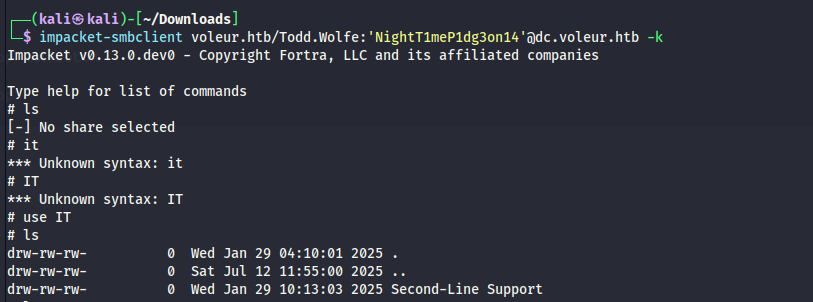 (kali㉿kali)-[~/Downloads]
$ impacket-smbclient voleur.htb/Todd.Wolfe:'NightT1meP1dg3on14'@dc.voleur.htb -k
Impacket v0.13.0.dev0 - Copyright Fortra, LLC and its affiliated companies
Type help for list of commands
# ls
[-] No share selected
# it
*** Unknown syntax: it
# IT
*** Unknown syntax: IT
# use IT
# ls
drw-rw-rw-          0  Wed Jan 29 04:10:01 2025 .
drw-rw-rw-          0  Sat Jul 12 11:55:00 2025 ..
drw-rw-rw-          0  Wed Jan 29 10:13:03 2025 Second-Line Support